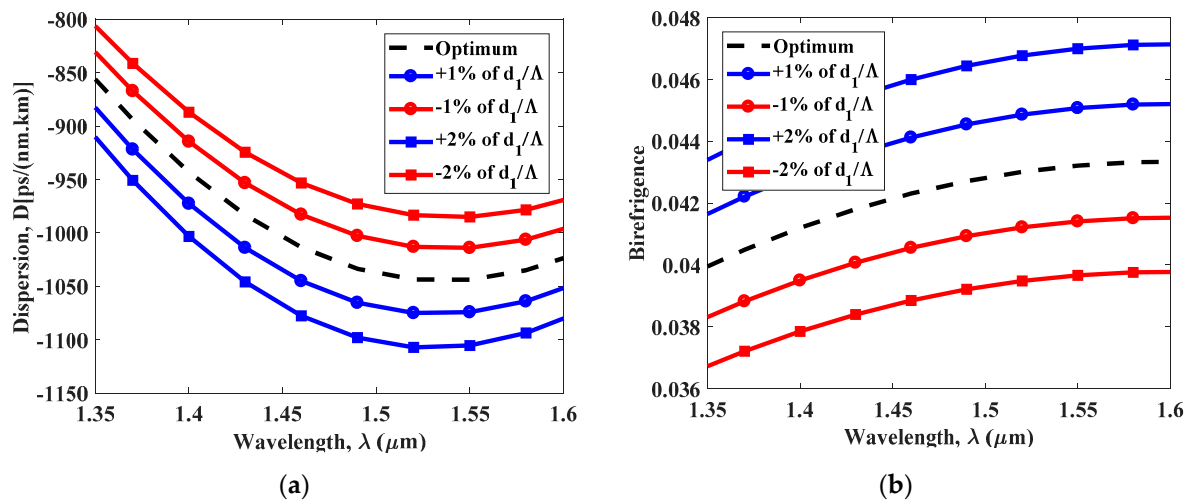 -800
-850
-900
-950
-1000
-1050
-1100
-1150
1.35
1.4
1.45
1.5
1.55
1.6
Dispersion, D[ps/(nm.km)]
Wavelength, λ (μm)
Optimum
+1% of d1/Λ
-1% of d1/Λ
+2% of d1/Λ
-2% of d1/Λ
(a)
0.048
0.046
0.044
0.042
0.04
0.038
0.036
1.35
1.4
1.45
1.5
1.55
1.6
Birefrigence
Wavelength, λ (μm)
Optimum
+1% of d1/Λ
-1% of d1/Λ
+2% of d1/Λ
-2% of d1/Λ
(b)